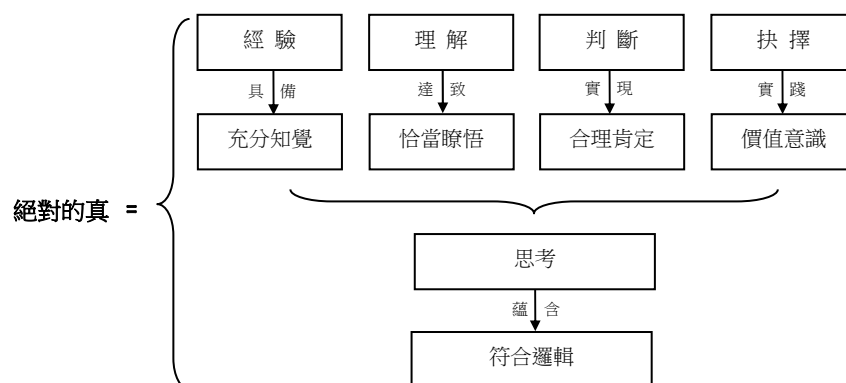 經 驗
理 解
判 斷
抉 擇
具 備
達 致
實 現
實 踐
充分知覺
恰當瞭悟
合理肯定
價值意識
絕對的真 =
思考
蘊 含
符合邏輯